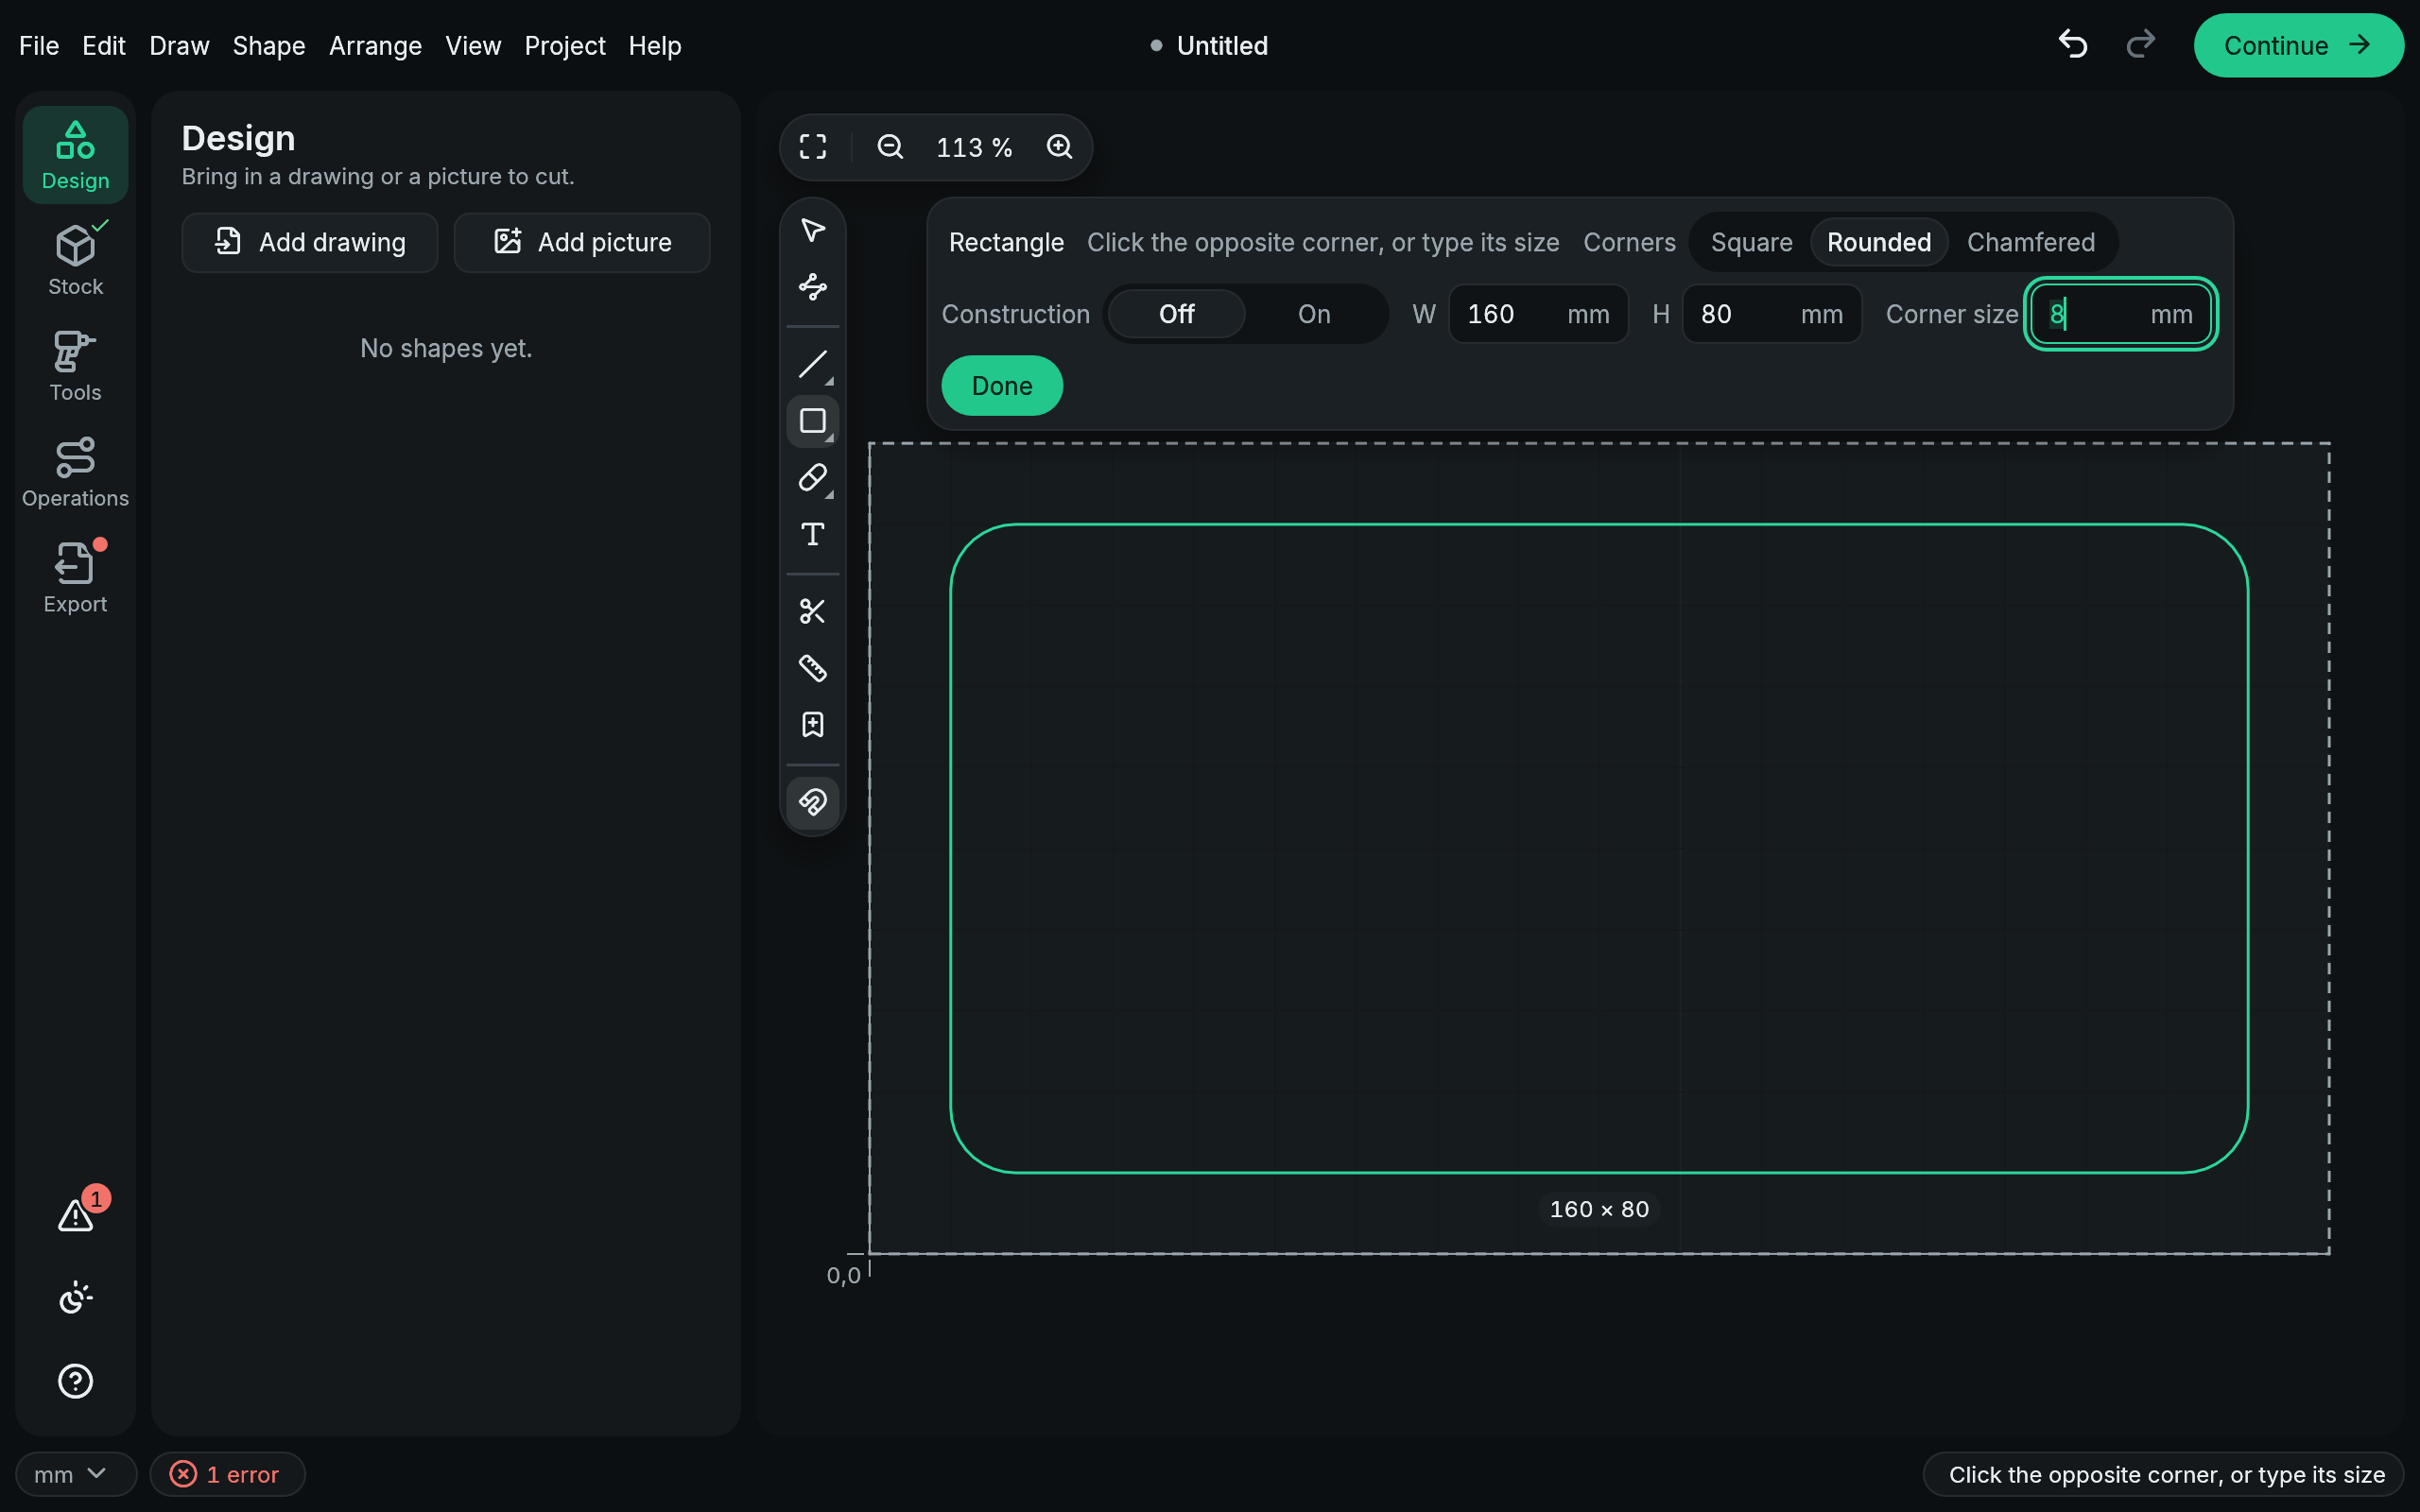 File Edit Draw Shape Arrange View Project Help
Untitled
Continue
Design
Stock
Tools
Operations
Export
1
Design
Bring in a drawing or a picture to cut.
Add drawing
Add picture
No shapes yet.
113 %
Rectangle Click the opposite corner, or type its size Corners Square Rounded Chamfered
Construction Off On W 160 mm H 80 mm Corner size 8 mm
Done
160 × 80
0,0
mm
1 error
Click the opposite corner, or type its size